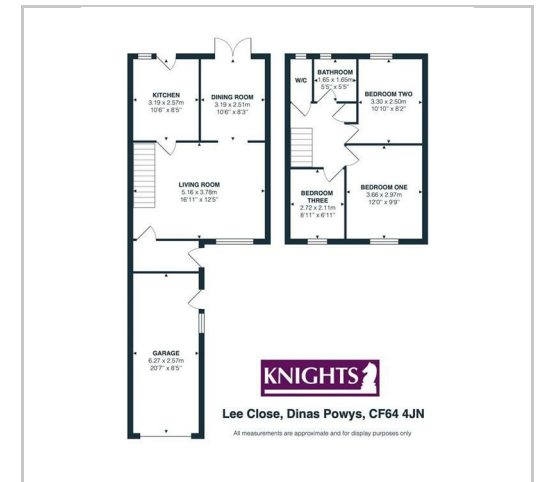 KITCHEN
3.19 x 2.57m
10'6" x 8'5"
DINING ROOM
3.19 x 2.51m
10'6" x 8'3"
LIVING ROOM
5.16 x 3.78m
16'11" x 12'5"
GARAGE
6.27 x 2.57m
20'7" x 8'5"
W/C
BATHROOM
1.65 x 1.65m
5'5" x 5'5"
BEDROOM TWO
3.30 x 2.50m
10'10" x 8'2"
BEDROOM ONE
3.66 x 2.97m
12'0" x 9'9"
BEDROOM
THREE
2.72 x 2.11m
8'11" x 6'11"
KNIGHTS
Lee Close, Dinas Powys, CF64 4JN
All measurements are approximate and for display purposes only